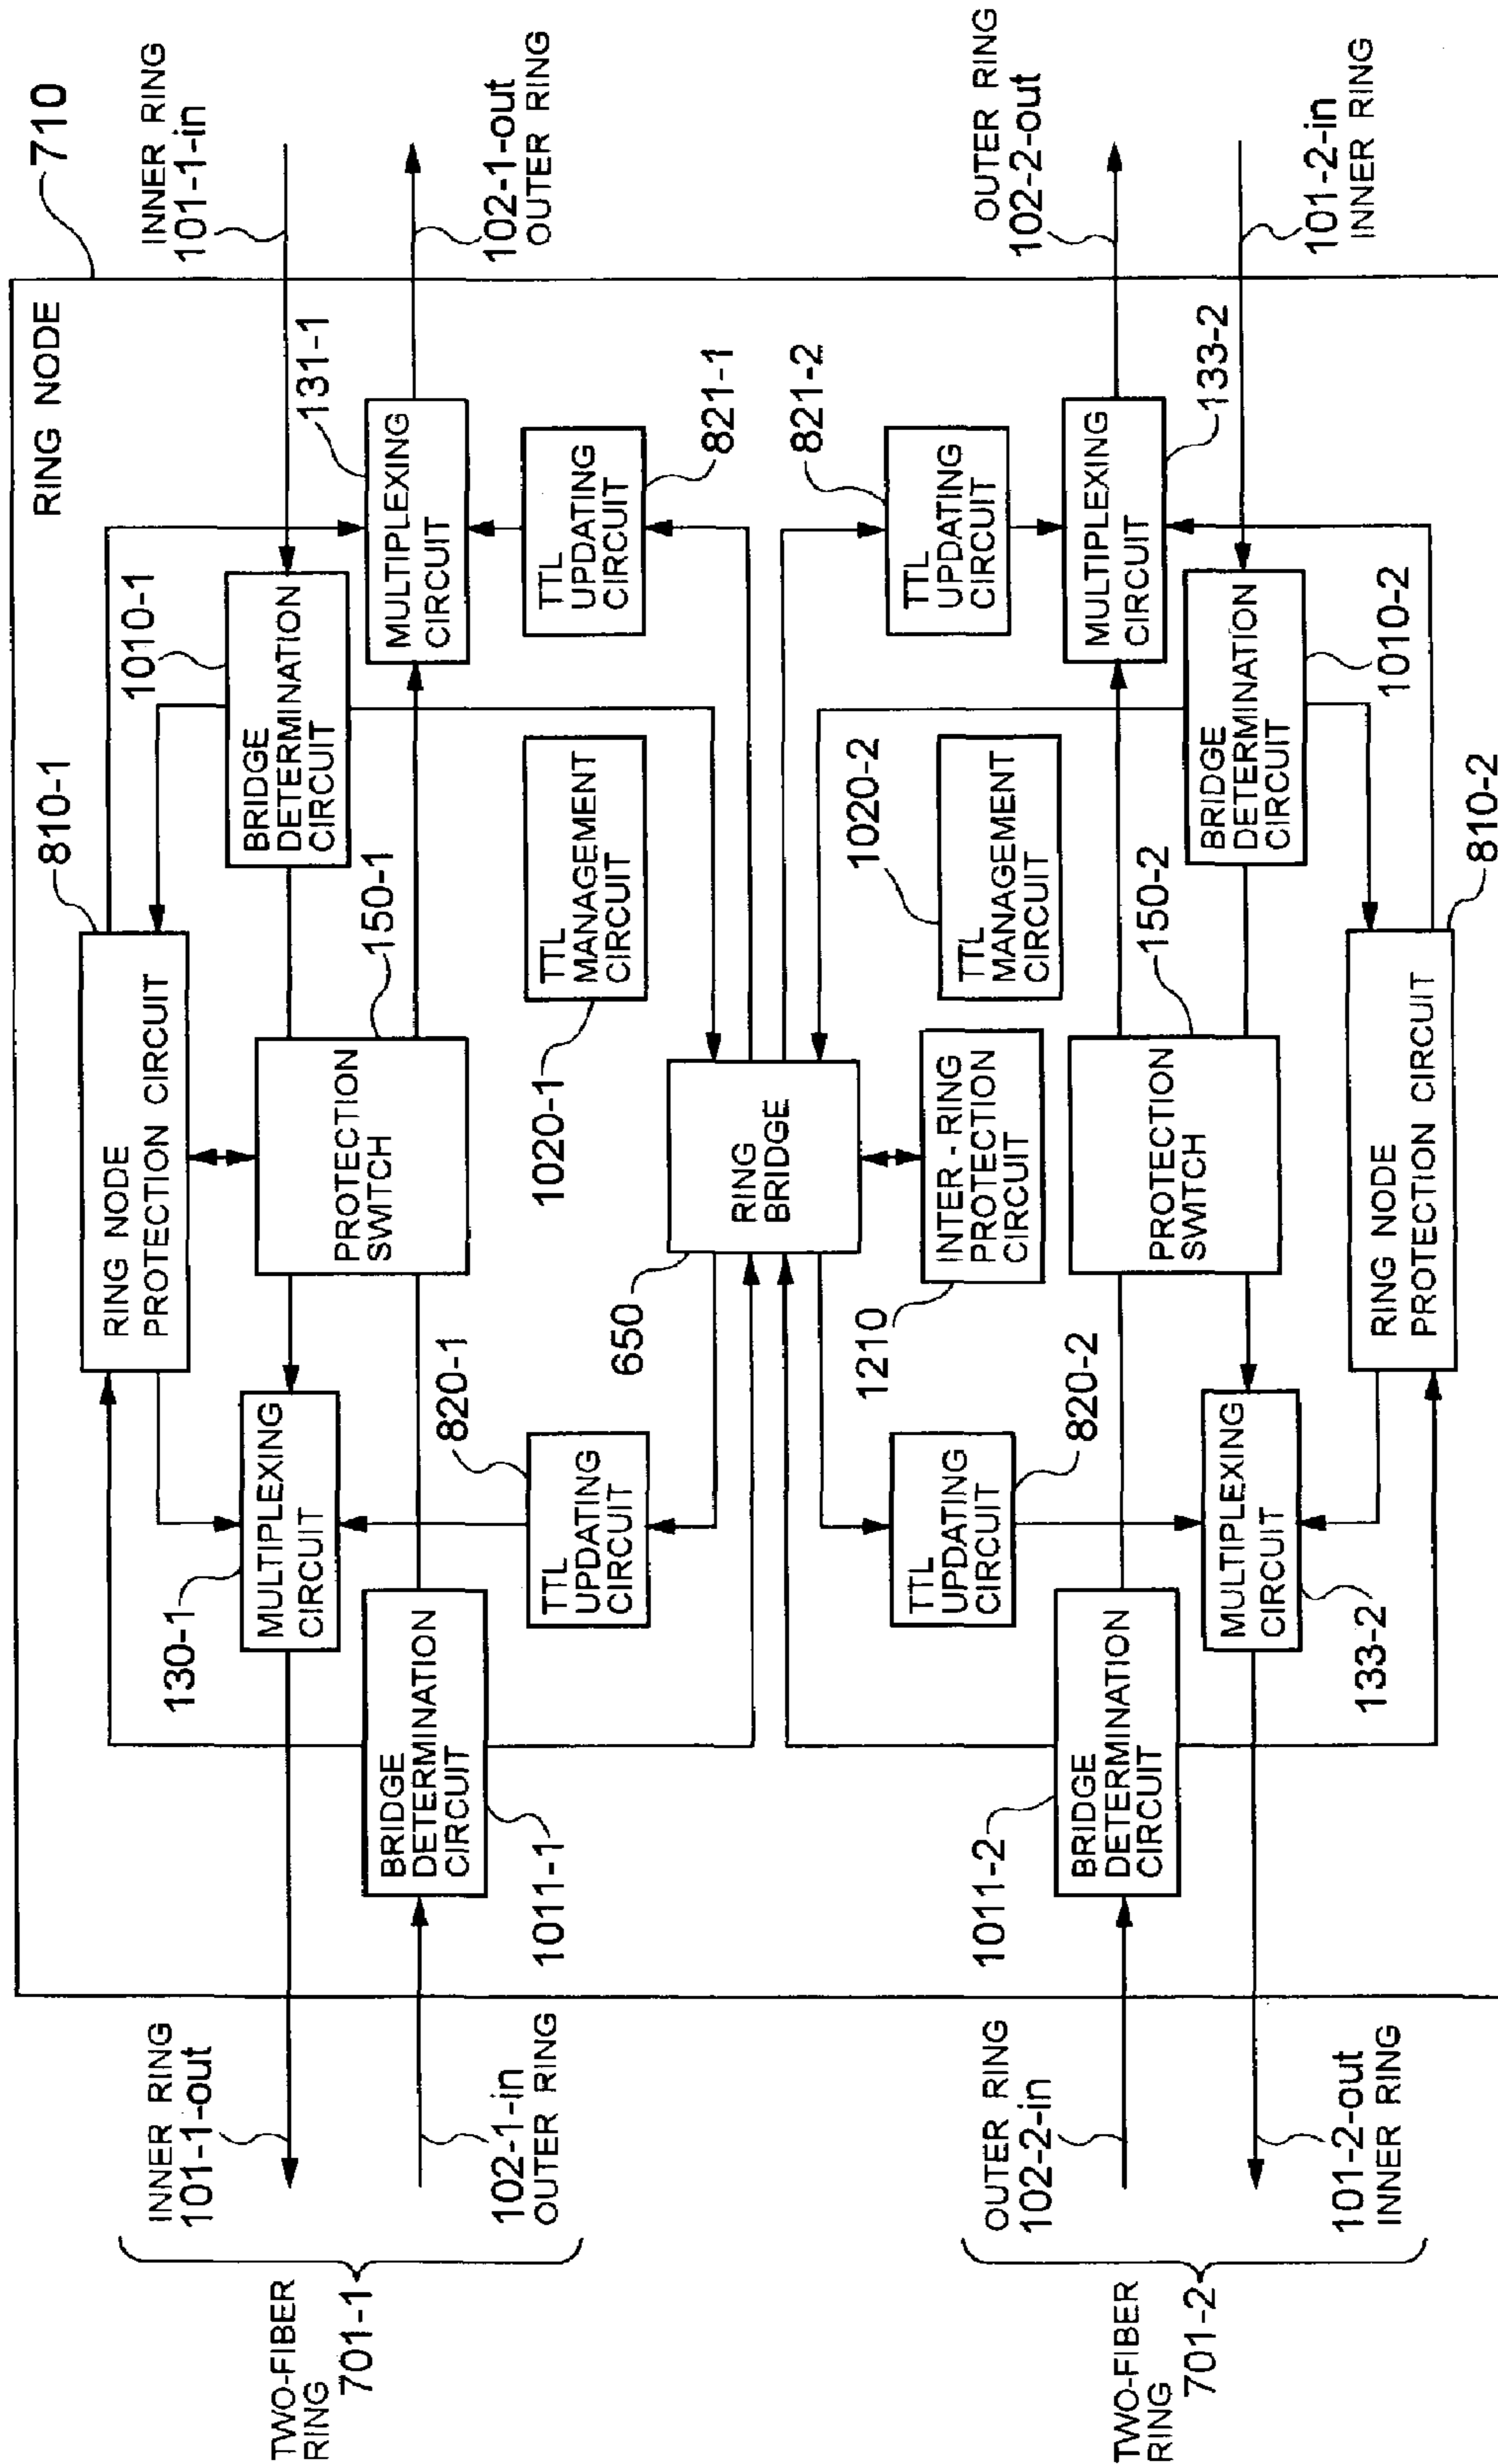 710
RING NODE
INNER RING
101-1-in
102-1-out
OUTER RING
OUTER RING
102-2-out
101-2-in
INNER RING
131-1
MULTIPLEXING
CIRCUIT
821-1
TTL
UPDATING
CIRCUIT
821-2
TTL
UPDATING
CIRCUIT
MULTIPLEXING
CIRCUIT
133-2
1010-1
BRIDGE
DETERMINATION
CIRCUIT
1010-2
BRIDGE
DETERMINATION
CIRCUIT
810-1
RING NODE
PROTECTION CIRCUIT
150-1
PROTECTION
SWITCH
TTL
MANAGEMENT
CIRCUIT
1020-1
1020-2
TTL
MANAGEMENT
CIRCUIT
RING
BRIDGE
650
INTER-RING
PROTECTION
CIRCUIT
1210
150-2
PROTECTION
SWITCH
810-2
RING NODE
PROTECTION CIRCUIT
130-1
MULTIPLEXING
CIRCUIT
820-1
TTL
UPDATING
CIRCUIT
820-2
TTL
UPDATING
CIRCUIT
MULTIPLEXING
CIRCUIT
133-2
BRIDGE
DETERMINATION
CIRCUIT
1011-1
1011-2
BRIDGE
DETERMINATION
CIRCUIT
INNER RING
101-1-out
102-1-in
OUTER RING
OUTER RING
102-2-in
101-2-out
INNER RING
TWO-FIBER
RING
701-1
TWO-FIBER
RING
701-2